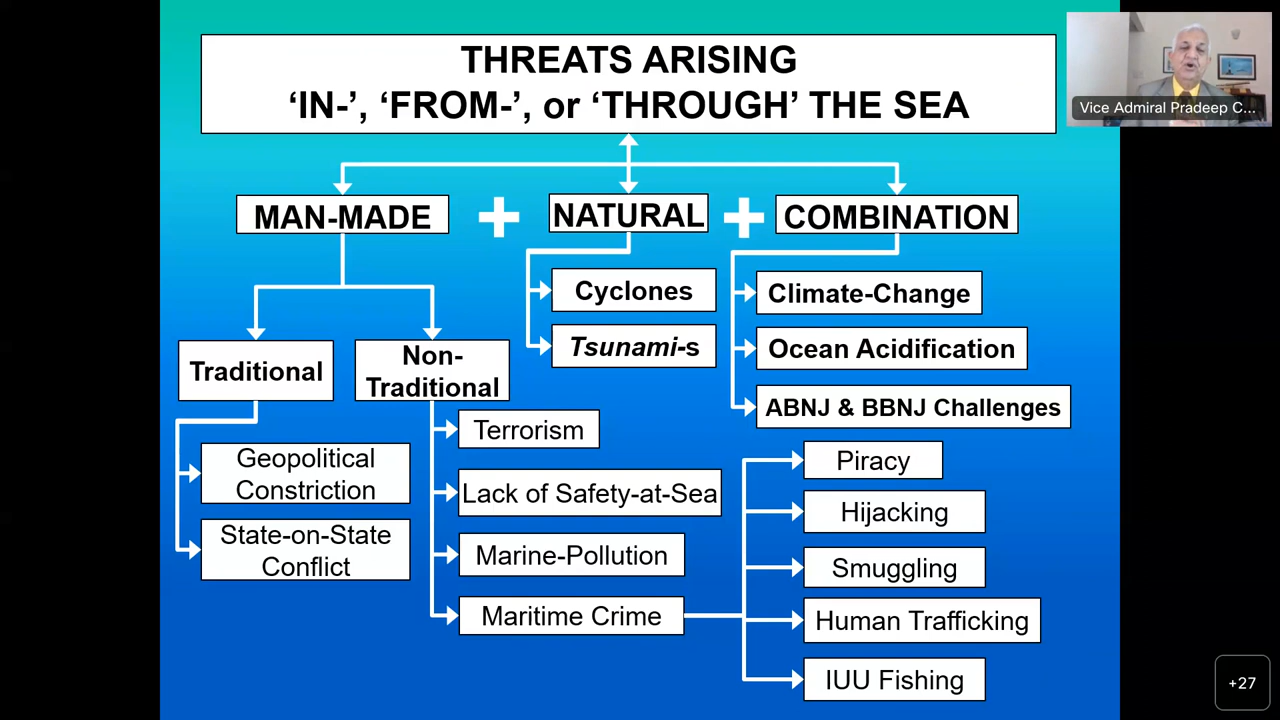 THREATS ARISING
‘IN-’, ‘FROM-’, or ‘THROUGH’ THE SEA
Vice Admiral Pradeep C...
MAN-MADE
NATURAL
COMBINATION
Cyclones
Tsunami-s
Climate-Change
Ocean Acidification
ABNJ & BBNJ Challenges
Traditional
Non-
Traditional
Geopolitical
Constriction
State-on-State
Conflict
Terrorism
Lack of Safety-at-Sea
Marine-Pollution
Maritime Crime
Piracy
Hijacking
Smuggling
Human Trafficking
IUU Fishing
+27